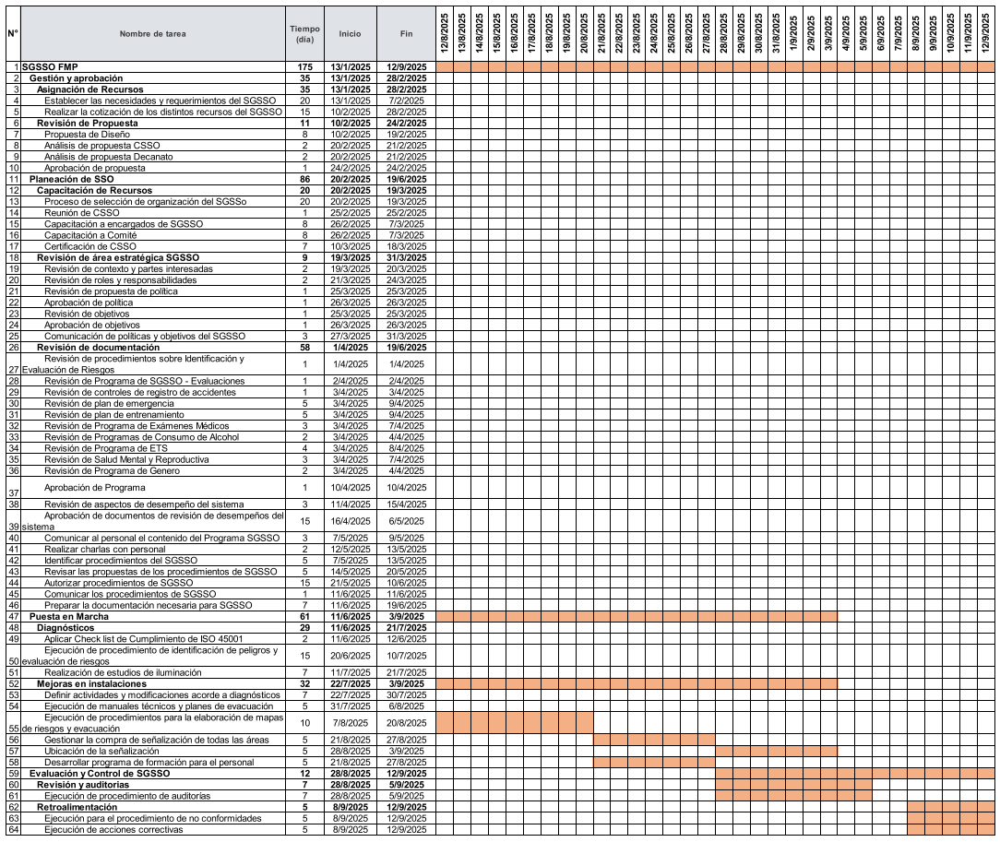 N° Nombre de tarea Tiempo (día) Inicio Fin 12/8/2025 13/8/2025 14/8/2025 15/8/2025 16/8/2025 17/8/2025 18/8/2025 19/8/2025 20/8/2025 21/8/2025 22/8/2025 23/8/2025 24/8/2025 25/8/2025 26/8/2025 27/8/2025 28/8/2025 29/8/2025 30/8/2025 31/8/2025 1/9/2025 2/9/2025 3/9/2025 4/9/2025 5/9/2025 6/9/2025 7/9/2025 8/9/2025 9/9/2025 10/9/2025 11/9/2025 12/9/2025
1 SGSSO FMP 175 13/1/2025 12/9/2025
2 Gestión y aprobación 35 13/1/2025 28/2/2025
3 Asignación de Recursos 35 13/1/2025 28/2/2025
4 Establecer las necesidades y requerimientos del SGSSO 20 13/1/2025 7/2/2025
5 Realizar la cotización de los distintos recursos del SGSSO 15 10/2/2025 28/2/2025
6 Revisión de Propuesta 11 10/2/2025 24/2/2025
7 Propuesta de Diseño 8 10/2/2025 19/2/2025
8 Análisis de propuesta CSSO 2 20/2/2025 21/2/2025
9 Análisis de propuesta Decanato 2 20/2/2025 21/2/2025
10 Aprobación de propuesta 1 24/2/2025 24/2/2025
11 Planeación de SSO 86 20/2/2025 19/6/2025
12 Capacitación de Recursos 20 20/2/2025 19/3/2025
13 Proceso de selección de organización del SGSSo 20 20/2/2025 19/3/2025
14 Reunión de CSSO 1 25/2/2025 25/2/2025
15 Capacitación a encargados de SGSSO 8 26/2/2025 7/3/2025
16 Capacitación a Comité 8 26/2/2025 7/3/2025
17 Certificación de CSSO 7 10/3/2025 18/3/2025
18 Revisión de área estratégica SGSSO 9 19/3/2025 31/3/2025
19 Revisión de contexto y partes interesadas 2 19/3/2025 20/3/2025
20 Revisión de roles y responsabilidades 2 21/3/2025 24/3/2025
21 Revisión de propuesta de política 1 25/3/2025 25/3/2025
22 Aprobación de política 1 26/3/2025 26/3/2025
23 Revisión de objetivos 1 25/3/2025 25/3/2025
24 Aprobación de objetivos 1 26/3/2025 26/3/2025
25 Comunicación de políticas y objetivos del SGSSO 3 27/3/2025 31/3/2025
26 Revisión de documentación 58 1/4/2025 19/6/2025
Revisión de procedimientos sobre Identificación y
27 Evaluación de Riesgos 1 1/4/2025 1/4/2025
28 Revisión de Programa de SGSSO - Evaluaciones 1 2/4/2025 2/4/2025
29 Revisión de controles de registro de accidentes 1 3/4/2025 3/4/2025
30 Revisión de plan de emergencia 5 3/4/2025 9/4/2025
31 Revisión de plan de entrenamiento 5 3/4/2025 9/4/2025
32 Revisión de Programa de Exámenes Médicos 3 3/4/2025 7/4/2025
33 Revisión de Programas de Consumo de Alcohol 2 3/4/2025 4/4/2025
34 Revisión de Programa de ETS 4 3/4/2025 8/4/2025
35 Revisión de Salud Mental y Reproductiva 3 3/4/2025 7/4/2025
36 Revisión de Programa de Genero 2 3/4/2025 4/4/2025
37 Aprobación de Programa 1 10/4/2025 10/4/2025
38 Revisión de aspectos de desempeño del sistema 3 11/4/2025 15/4/2025
Aprobación de documentos de revisión de desempeños del
39 sistema 15 16/4/2025 6/5/2025
40 Comunicar al personal el contenido del Programa SGSSO 3 7/5/2025 9/5/2025
41 Realizar charlas con personal 2 12/5/2025 13/5/2025
42 Identificar procedimientos del SGSSO 5 7/5/2025 13/5/2025
43 Revisar las propuestas de los procedimientos de SGSSO 5 14/5/2025 20/5/2025
44 Autorizar procedimientos de SGSSO 15 21/5/2025 10/6/2025
45 Comunicar los procedimientos de SGSSO 1 11/6/2025 11/6/2025
46 Preparar la documentación necesaria para SGSSO 7 11/6/2025 19/6/2025
47 Puesta en Marcha 61 11/6/2025 3/9/2025
48 Diagnósticos 29 11/6/2025 21/7/2025
49 Aplicar Check list de Cumplimiento de ISO 45001 2 11/6/2025 12/6/2025
Ejecución de procedimiento de identificación de peligros y
50 evaluación de riesgos 15 20/6/2025 10/7/2025
51 Realización de estudios de iluminación 7 11/7/2025 21/7/2025
52 Mejoras en instalaciones 32 22/7/2025 3/9/2025
53 Definir actividades y modificaciones acorde a diagnósticos 7 22/7/2025 30/7/2025
54 Ejecución de manuales técnicos y planes de evacuación 5 31/7/2025 6/8/2025
Ejecución de procedimientos para la elaboración de mapas
55 de riesgos y evacuación 10 7/8/2025 20/8/2025
56 Gestionar la compra de señalización de todas las áreas 5 21/8/2025 27/8/2025
57 Ubicación de la señalización 5 28/8/2025 3/9/2025
58 Desarrollar programa de formación para el personal 5 21/8/2025 27/8/2025
59 Evaluación y Control de SGSSO 12 28/8/2025 12/9/2025
60 Revisión y auditorias 7 28/8/2025 5/9/2025
61 Ejecución de procedimiento de auditorías 7 28/8/2025 5/9/2025
62 Retroalimentación 5 8/9/2025 12/9/2025
63 Ejecución para el procedimiento de no conformidades 5 8/9/2025 12/9/2025
64 Ejecución de acciones correctivas 5 8/9/2025 12/9/2025